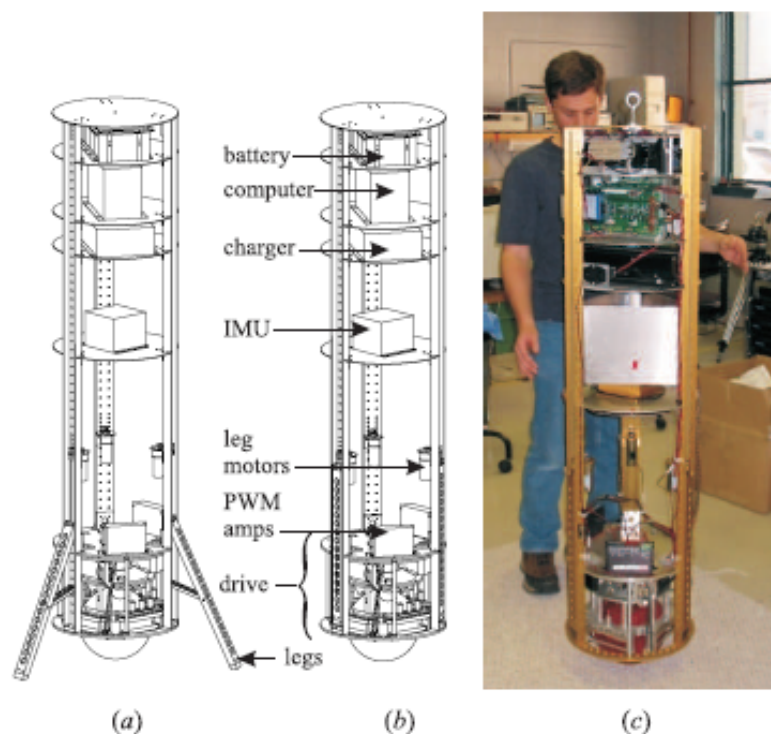 battery
computer
charger
IMU
leg
motors
PWM
amps
drive
legs
(a)
(b)
(c)